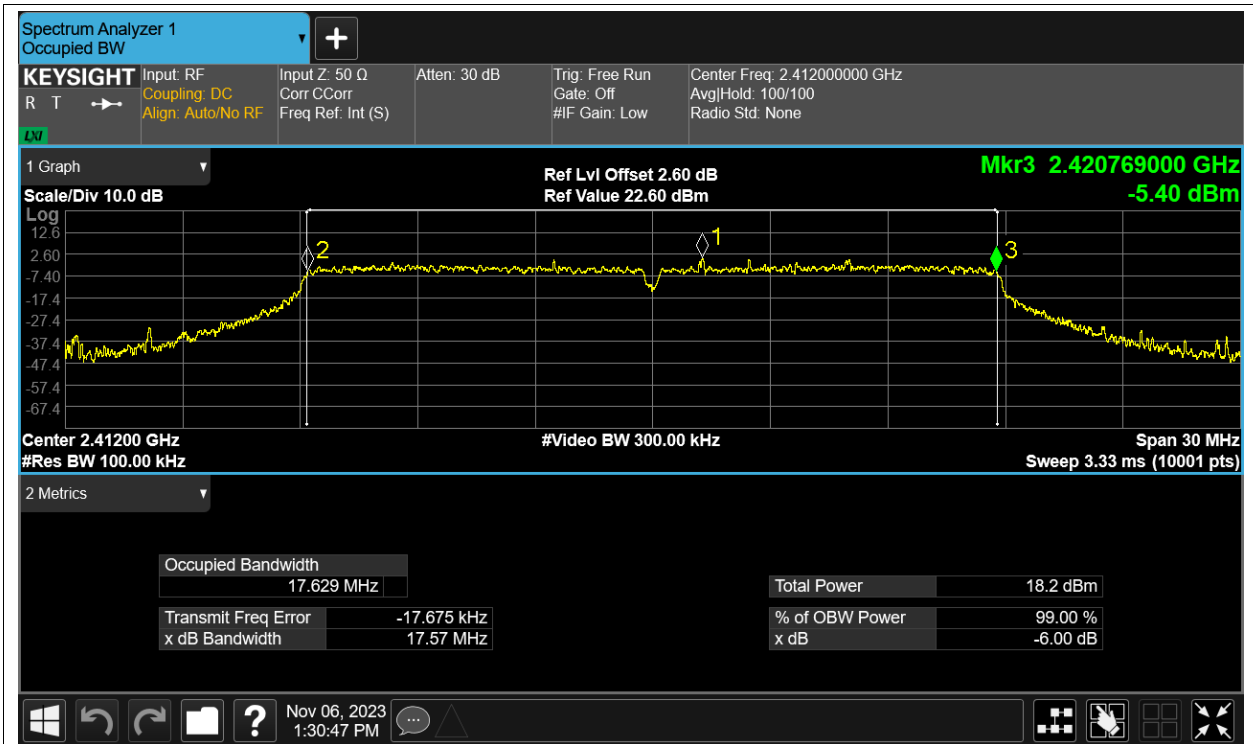 Spectrum Analyzer 1
Occupied BW
KEYSIGHT
R T
LXI
Input: RF
Coupling: DC
Align: Auto/No RF
Input Z: 50 Ω
Corr CCorr
Freq Ref: Int (S)
Atten: 30 dB
Trig: Free Run
Gate: Off
#IF Gain: Low
Center Freq: 2.412000000 GHz
Avg|Hold: 100/100
Radio Std: None
1 Graph
Scale/Div 10.0 dB
Ref Lvl Offset 2.60 dB
Ref Value 22.60 dBm
Mkr3 2.420769000 GHz
-5.40 dBm
Log
12.6
2.60
-7.40
-17.4
-27.4
-37.4
-47.4
-57.4
-67.4
2
1
3
Center 2.41200 GHz
#Res BW 100.00 kHz
#Video BW 300.00 kHz
Span 30 MHz
Sweep 3.33 ms (10001 pts)
2 Metrics
Occupied Bandwidth
17.629 MHz
Transmit Freq Error -17.675 kHz
x dB Bandwidth 17.57 MHz
Total Power 18.2 dBm
% of OBW Power 99.00 %
x dB -6.00 dB
?
Nov 06, 2023
1:30:47 PM